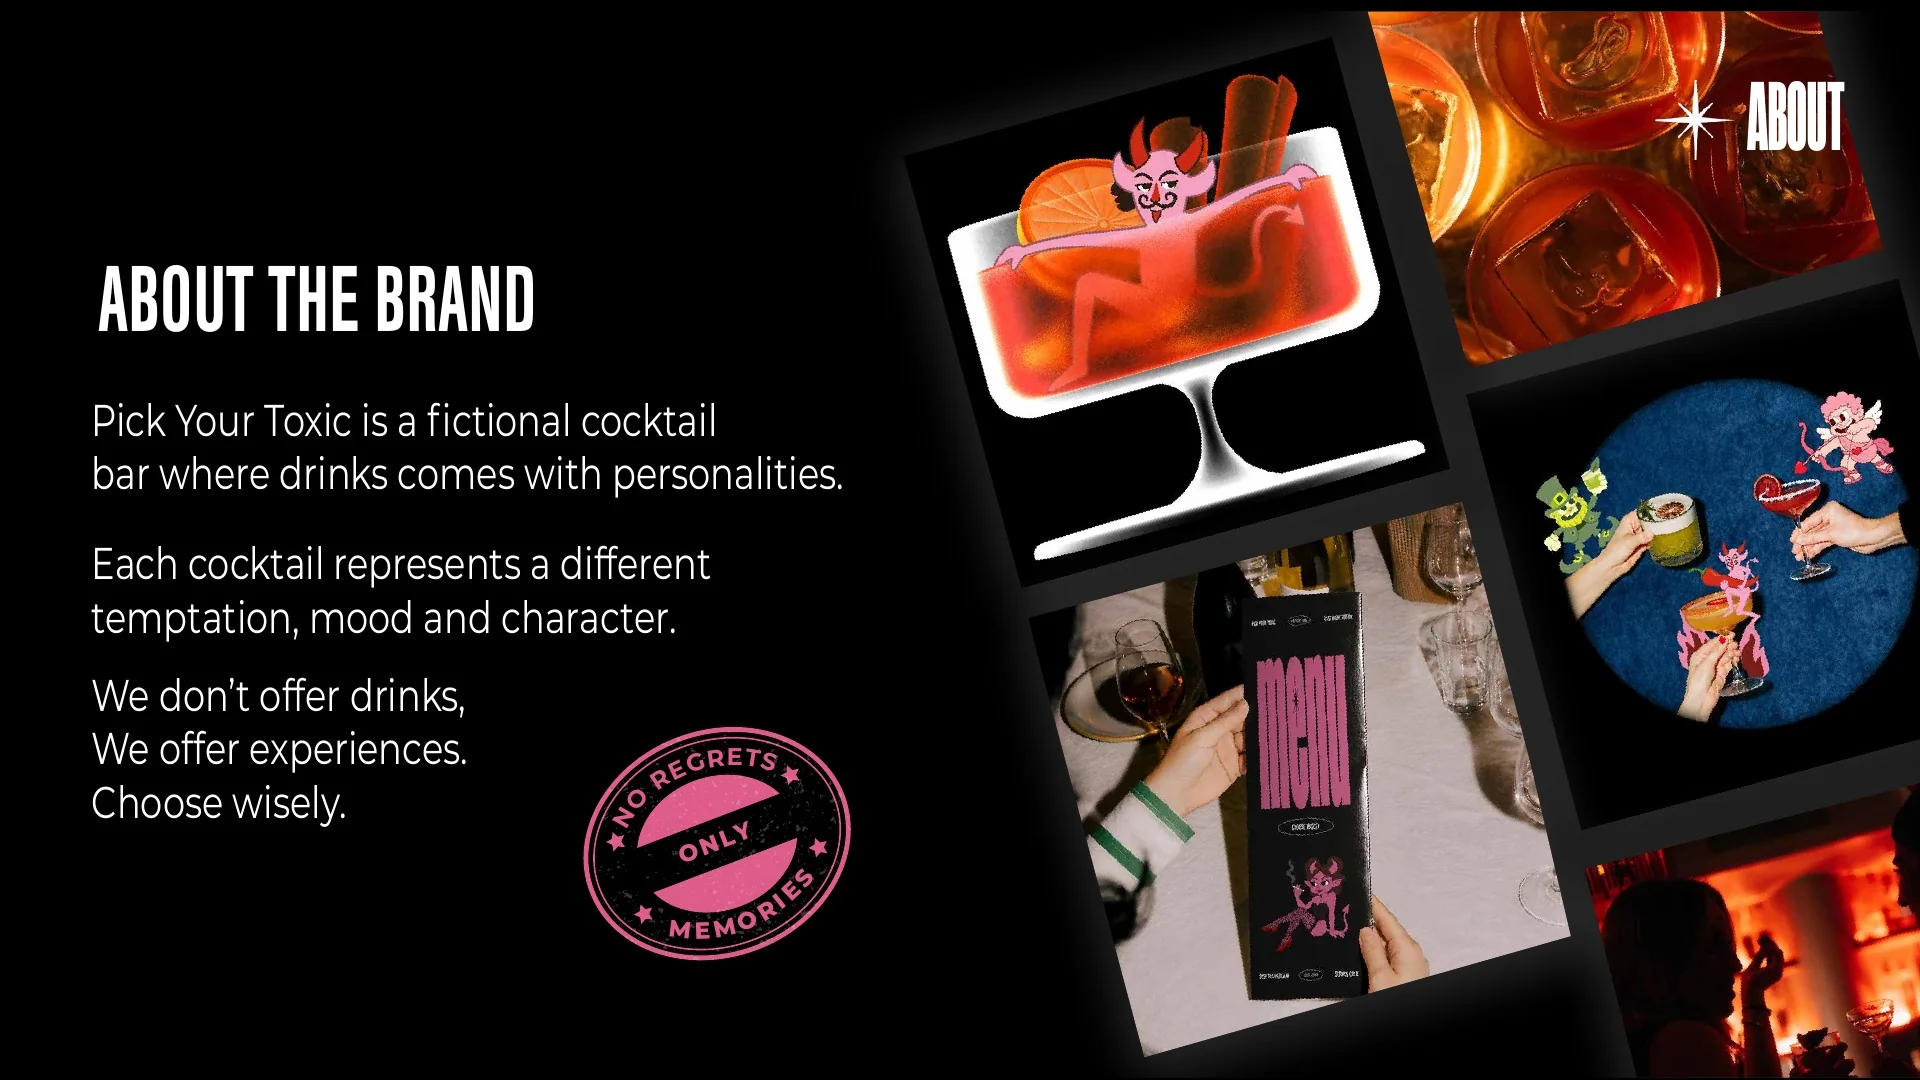 ABOUT
ABOUT THE BRAND
Pick Your Toxic is a fictional cocktail
bar where drinks comes with personalities.
Each cocktail represents a different
temptation, mood and character.
We don't offer drinks,
We offer experiences.
Choose wisely.
NO REGRETS
ONLY
MEMORIES
menu